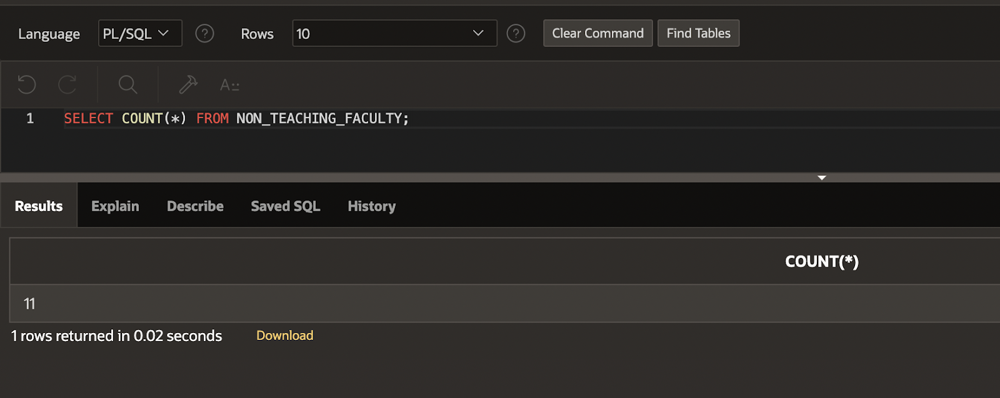 Language PL/SQL ? Rows 10 ? Clear Command Find Tables
A
1 SELECT COUNT(*) FROM NON_TEACHING_FACULTY;
Results Explain Describe Saved SQL History
COUNT(*)
11
1 rows returned in 0.02 seconds Download